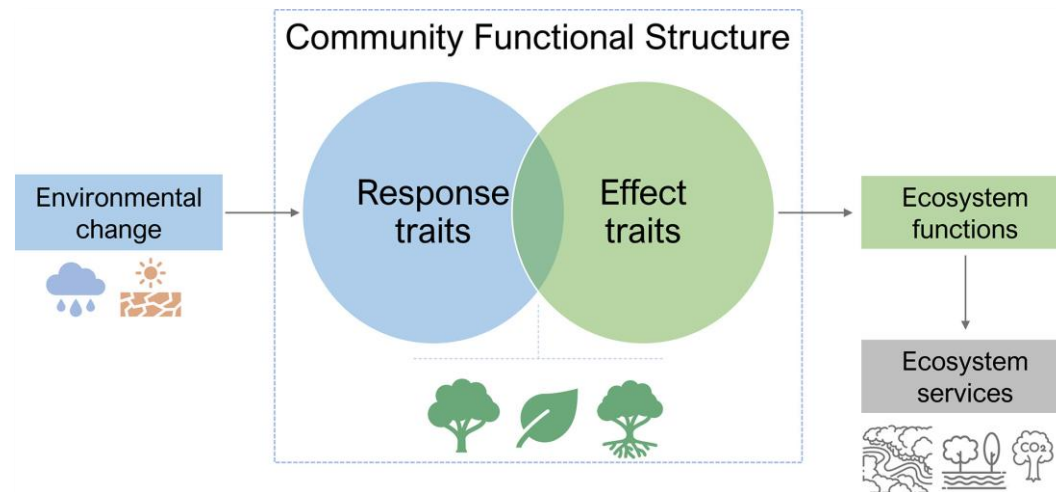 Community Functional Structure
Environmental
change
Response
traits
Effect
traits
Ecosystem
functions
Ecosystem
services
CO2